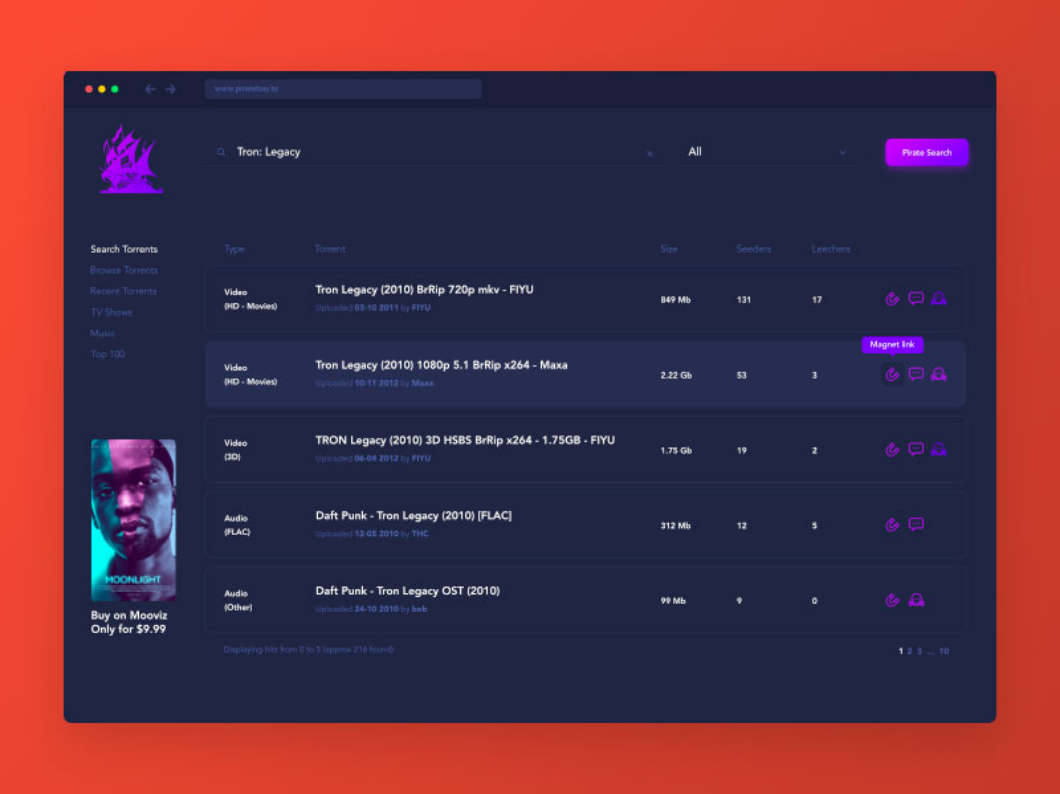 www.piratebay.to
Tron: Legacy
All
Pirate Search
Search Torrents
Browse Torrents
Recent Torrents
TV Shows
Music
Top 100
MOONLIGHT
Buy on Mooviz
Only for $9.99
Type Torrent Size Seeders Leechers
Video
(HD - Movies)
Tron Legacy (2010) BrRip 720p mkv - FIYU
Uploaded 03-10 2011 by FIYU
849 Mb 131 17
Magnet link
Video
(HD - Movies)
Tron Legacy (2010) 1080p 5.1 BrRip x264 - Maxa
Uploaded 10-11 2012 by Maxa
2.22 Gb 53 3
Video
(3D)
TRON Legacy (2010) 3D HSBS BrRip x264 - 1.75GB - FIYU
Uploaded 06-04 2012 by FIYU
1.75 Gb 19 2
Audio
(FLAC)
Daft Punk - Tron Legacy (2010) [FLAC]
Uploaded 12-05 2010 by THC
312 Mb 12 5
Audio
(Other)
Daft Punk - Tron Legacy OST (2010)
Uploaded 24-10 2010 by bok
99 Mb 9 0
Displaying hits from 0 to 5 (approx 216 found)
1 2 3 ... 10